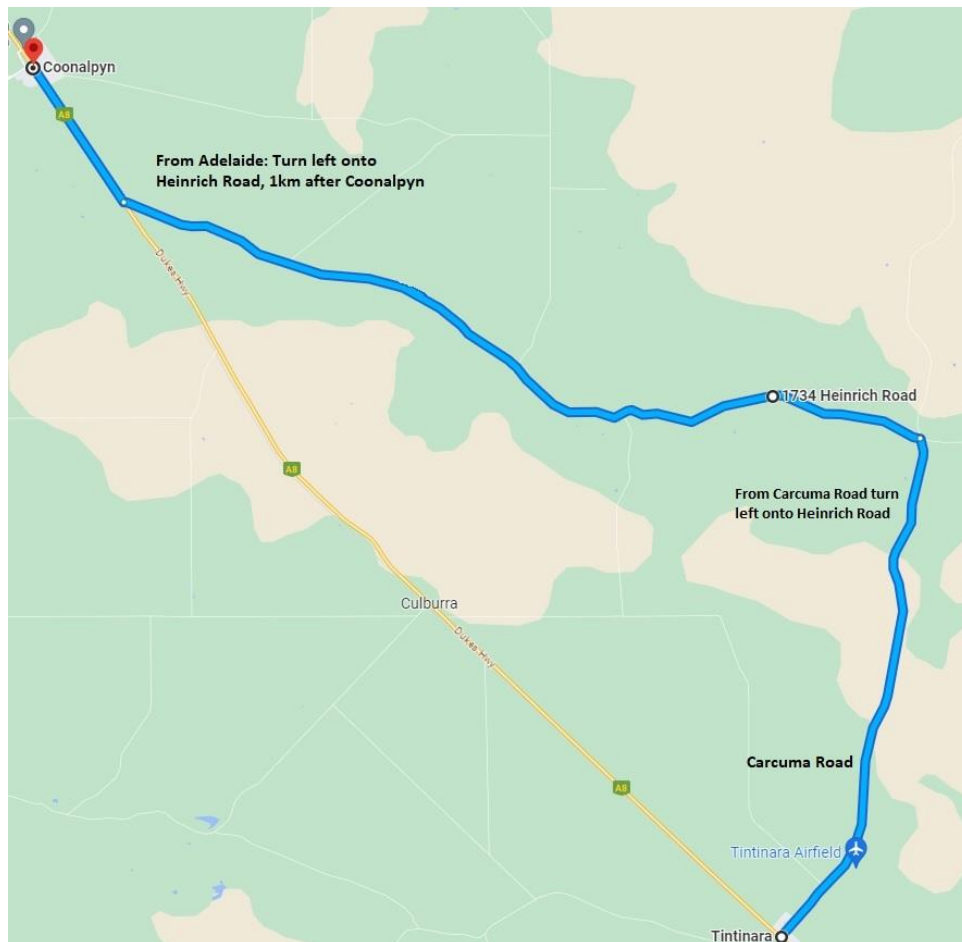 Coonalpyn
A8
From Adelaide: Turn left onto
Heinrich Road, 1km after Coonalpyn
Dukes Hwy
1734 Heinrich Road
A8
From Carcuma Road turn
left onto Heinrich Road
Culburra
Dukes Hwy
Carcuma Road
A8
Tintinara Airfield
Tintinara